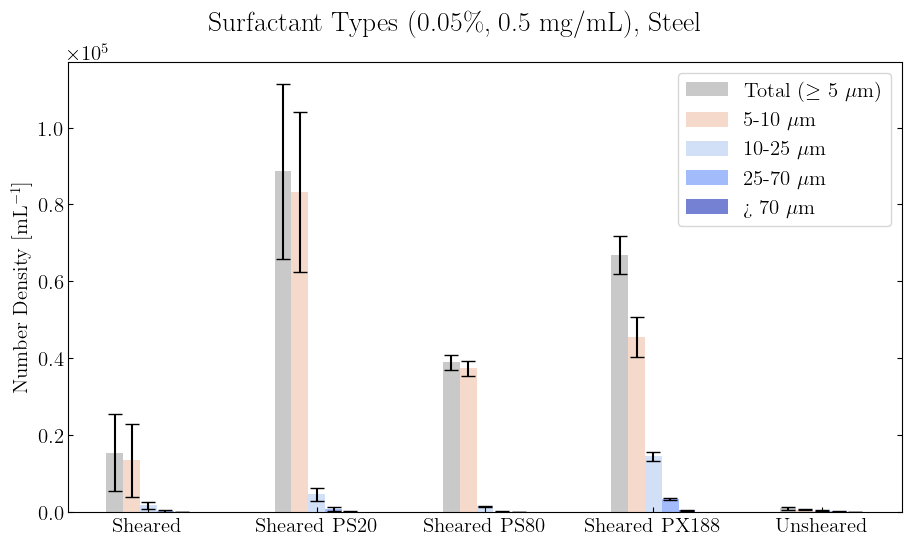 Surfactant Types (0.05%, 0.5 mg/mL), Steel
×10⁵
Total (≥ 5 μm)
5-10 μm
10-25 μm
25-70 μm
¿ 70 μm
Number Density [mL⁻¹]
1.0
0.8
0.6
0.4
0.2
0.0
Sheared
Sheared PS20
Sheared PS80
Sheared PX188
Unsheared